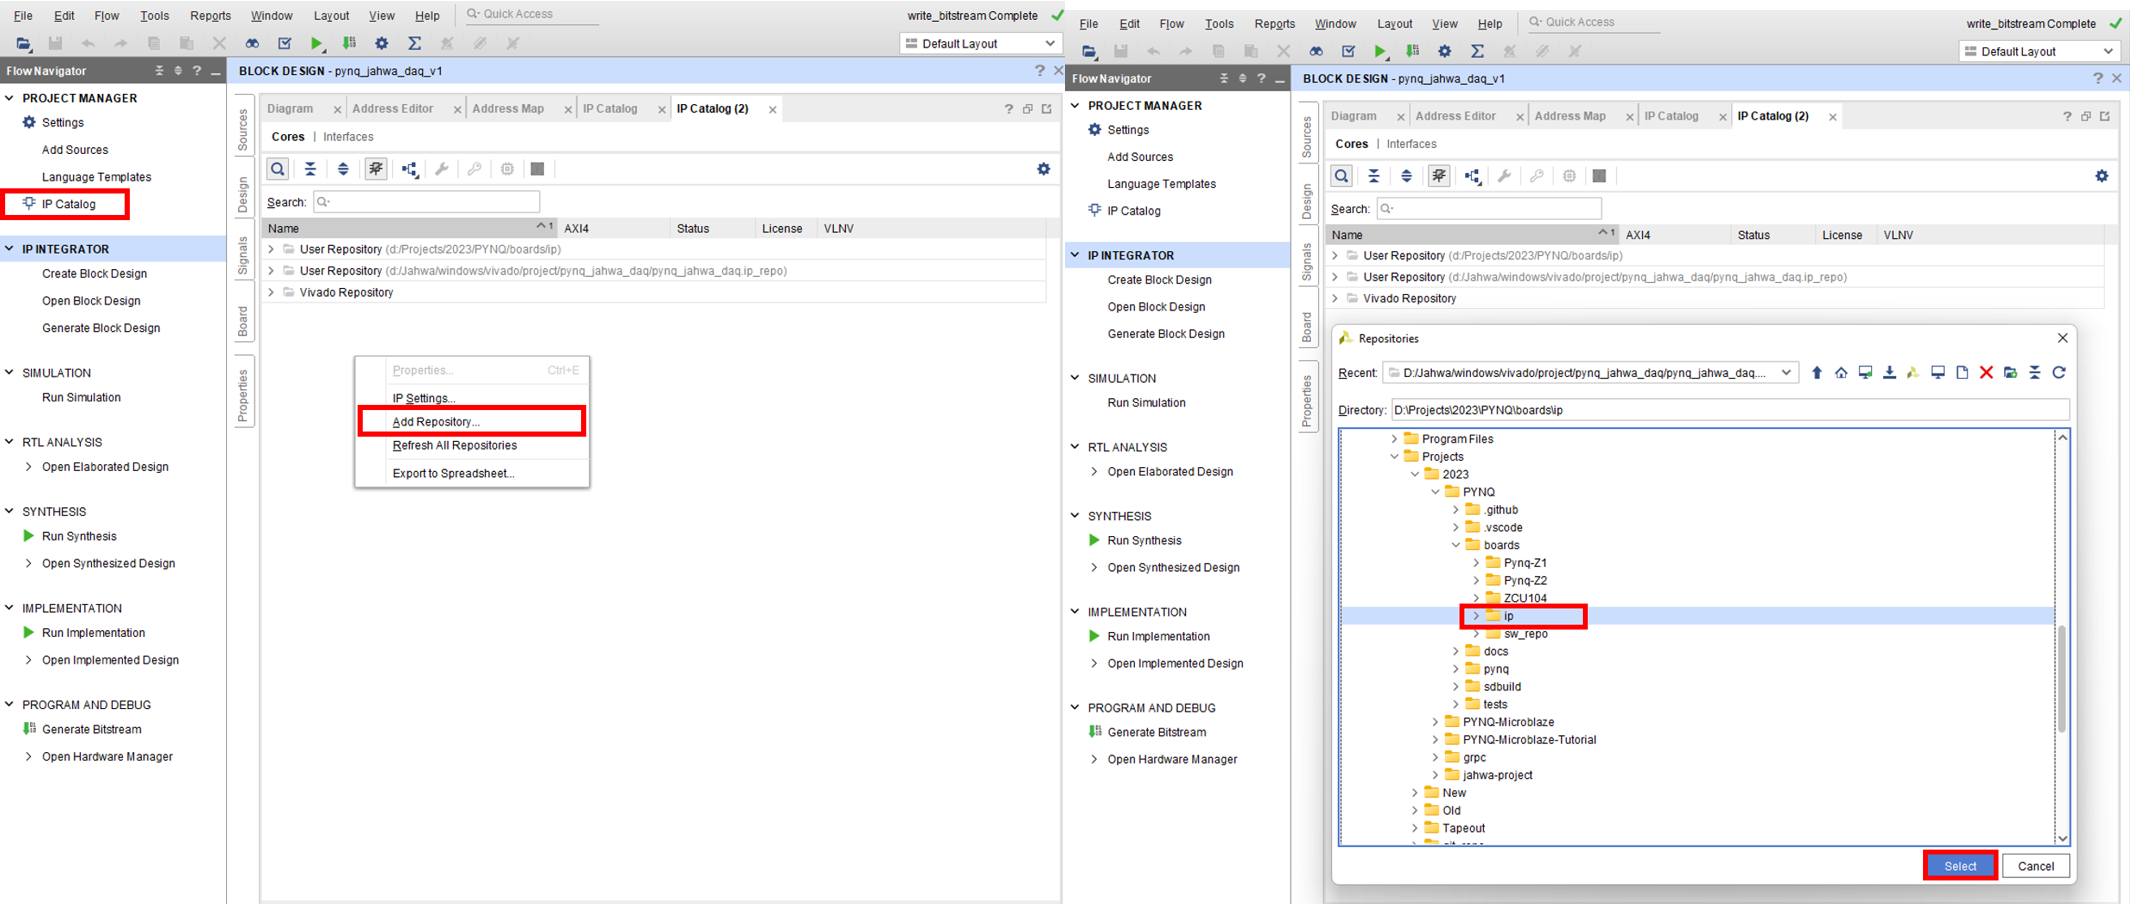 File Edit Flow Tools Reports Window Layout View Help Quick Access write_bitstream Complete
Default Layout
Flow Navigator
BLOCK DESIGN - pynq_jahwa_daq_v1
PROJECT MANAGER
Settings
Add Sources
Language Templates
IP Catalog
IP INTEGRATOR
Create Block Design
Open Block Design
Generate Block Design
SIMULATION
Run Simulation
RTL ANALYSIS
Open Elaborated Design
SYNTHESIS
Run Synthesis
Open Synthesized Design
IMPLEMENTATION
Run Implementation
Open Implemented Design
PROGRAM AND DEBUG
Generate Bitstream
Open Hardware Manager
Sources
Design
Signals
Board
Properties
Diagram Address Editor Address Map IP Catalog IP Catalog (2)
Cores | Interfaces
Search:
Name 1 AXI4 Status License VLNV
User Repository (d:/Projects/2023/PYNQ/boards/ip)
User Repository (d:/Jahwa/windows/vivado/project/pynq_jahwa_daq/pynq_jahwa_daq.ip_repo)
Vivado Repository
Properties... Ctrl+E
IP Settings...
Add Repository...
Refresh All Repositories
Export to Spreadsheet...
File Edit Flow Tools Reports Window Layout View Help Quick Access write_bitstream Complete
Default Layout
Flow Navigator
BLOCK DESIGN - pynq_jahwa_daq_v1
PROJECT MANAGER
Settings
Add Sources
Language Templates
IP Catalog
IP INTEGRATOR
Create Block Design
Open Block Design
Generate Block Design
SIMULATION
Run Simulation
RTL ANALYSIS
Open Elaborated Design
SYNTHESIS
Run Synthesis
Open Synthesized Design
IMPLEMENTATION
Run Implementation
Open Implemented Design
PROGRAM AND DEBUG
Generate Bitstream
Open Hardware Manager
Sources
Design
Signals
Board
Properties
Diagram Address Editor Address Map IP Catalog IP Catalog (2)
Cores | Interfaces
Search:
Name 1 AXI4 Status License VLNV
User Repository (d:/Projects/2023/PYNQ/boards/ip)
User Repository (d:/Jahwa/windows/vivado/project/pynq_jahwa_daq/pynq_jahwa_daq.ip_repo)
Vivado Repository
Repositories
Recent: D:/Jahwa/windows/vivado/project/pynq_jahwa_daq/pynq_jahwa_daq....
Directory: D:\Projects\2023\PYNQ\boards\ip
Program Files
Projects
2023
PYNQ
.github
.vscode
boards
Pynq-Z1
Pynq-Z2
ZCU104
ip
sw_repo
docs
pynq
sdbuild
tests
PYNQ-Microblaze
PYNQ-Microblaze-Tutorial
grpc
jahwa-project
New
Old
Tapeout
Select Cancel